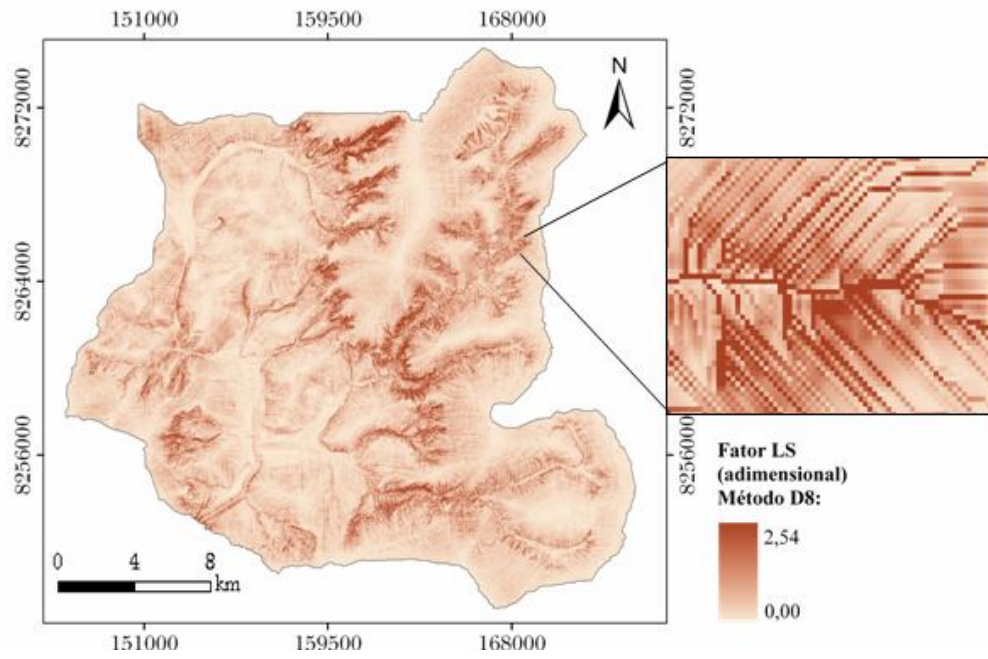 151000 159500 168000
N
8272000 8272000
8264000
8256000 8256000
Fator LS
(adimensional)
Método D8:
2,54
0,00
0 4 8
km
151000 159500 168000